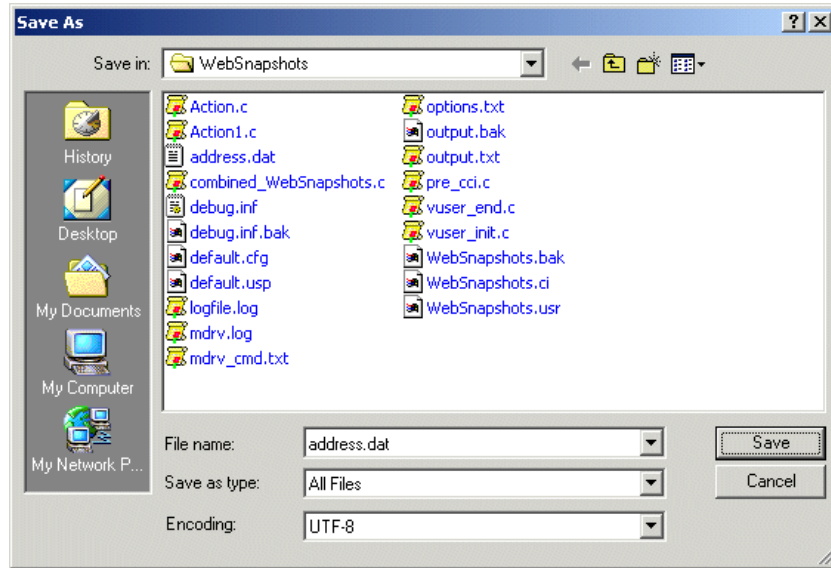 Save As
Save in: WebSnapshots
History
Desktop
My Documents
My Computer
My Network P...
Action.c
Action1.c
address.dat
combined_WebSnapshots.c
debug.inf
debug.inf.bak
default.cfg
default.usp
logfile.log
mdrv.log
mdrv_cmd.txt
options.txt
output.bak
output.txt
pre_cci.c
vuser_end.c
vuser_init.c
WebSnapshots.bak
WebSnapshots.ci
WebSnapshots.usr
File name: address.dat Save
Save as type: All Files Cancel
Encoding: UTF-8